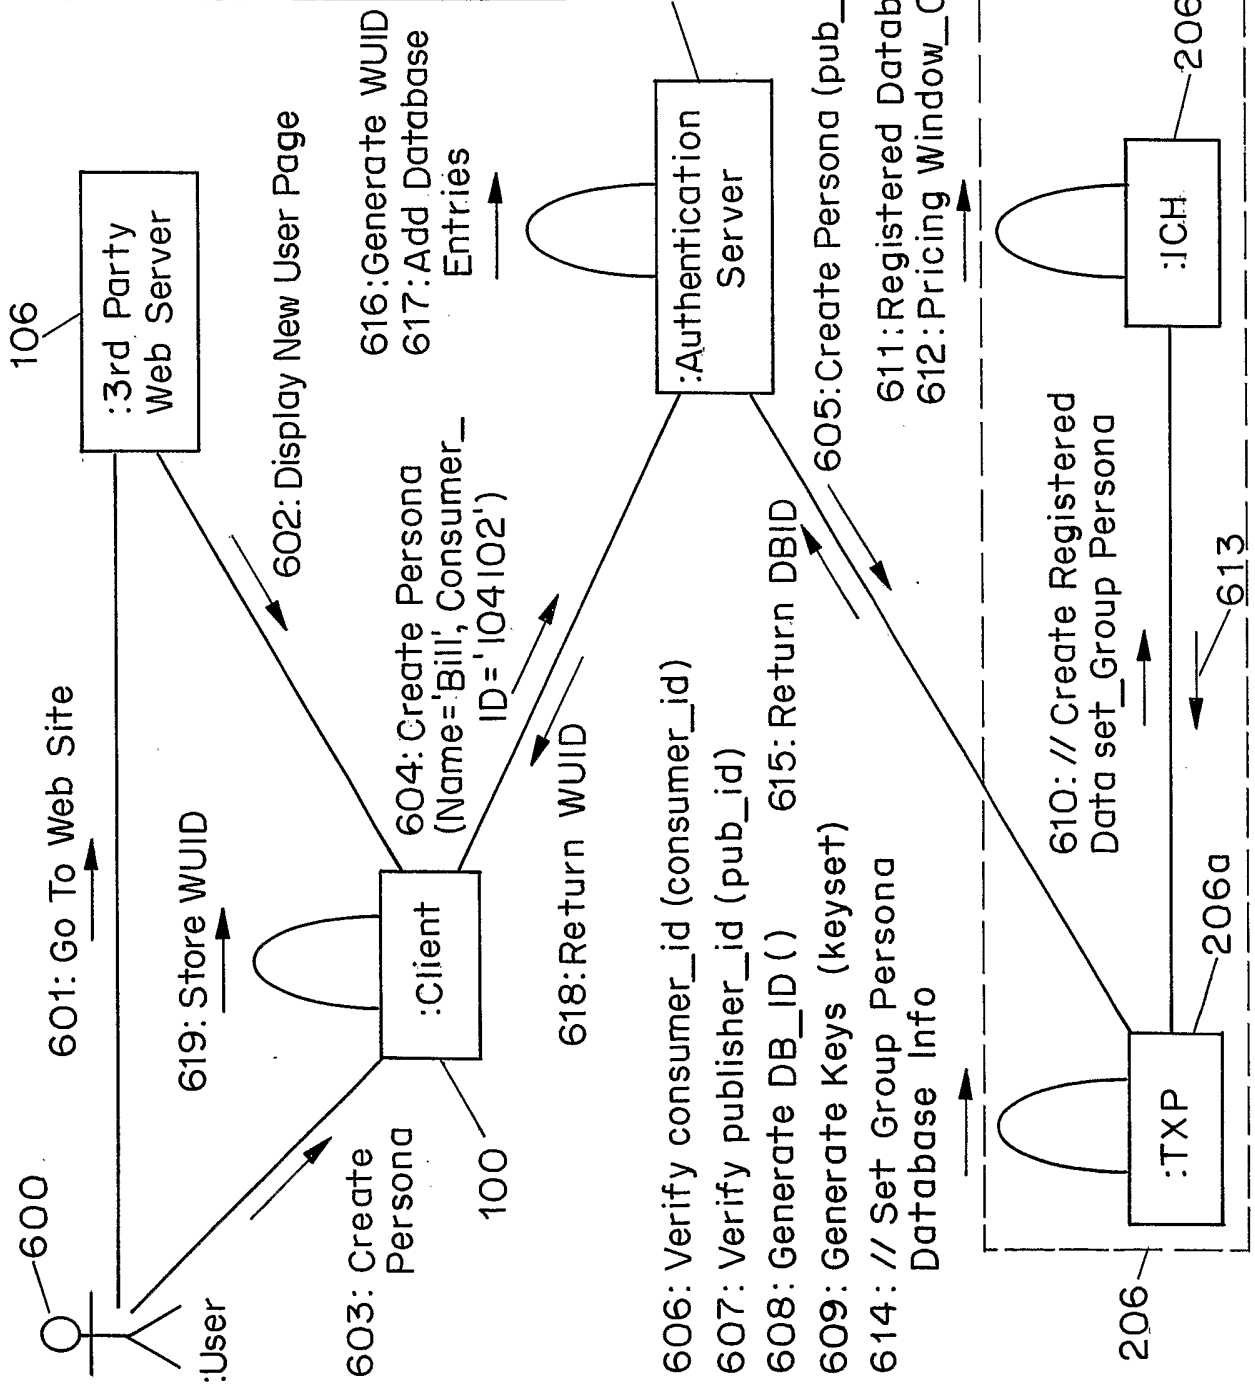 600
:User
601: Go To Web Site
106
:3rd Party
Web Server
602: Display New User Page
603: Create
Persona
619: Store WUID
:Client
100
604: Create Persona
(Name='Bill', Consumer_
ID='104102')
618: Return WUID
616: Generate WUID
617: Add Database
Entries
:Authentication
Server
605: Create Persona (pub_
606: Verify consumer_id (consumer_id)
607: Verify publisher_id (pub_id)
608: Generate DB_ID ()
609: Generate Keys (keyset)
614: // Set Group Persona
Database Info
615: Return DBID
610: // Create Registered
Data set_Group Persona
611: Registered Datab
612: Pricing Window_
613
:TXP
206a
206
:ICH
206